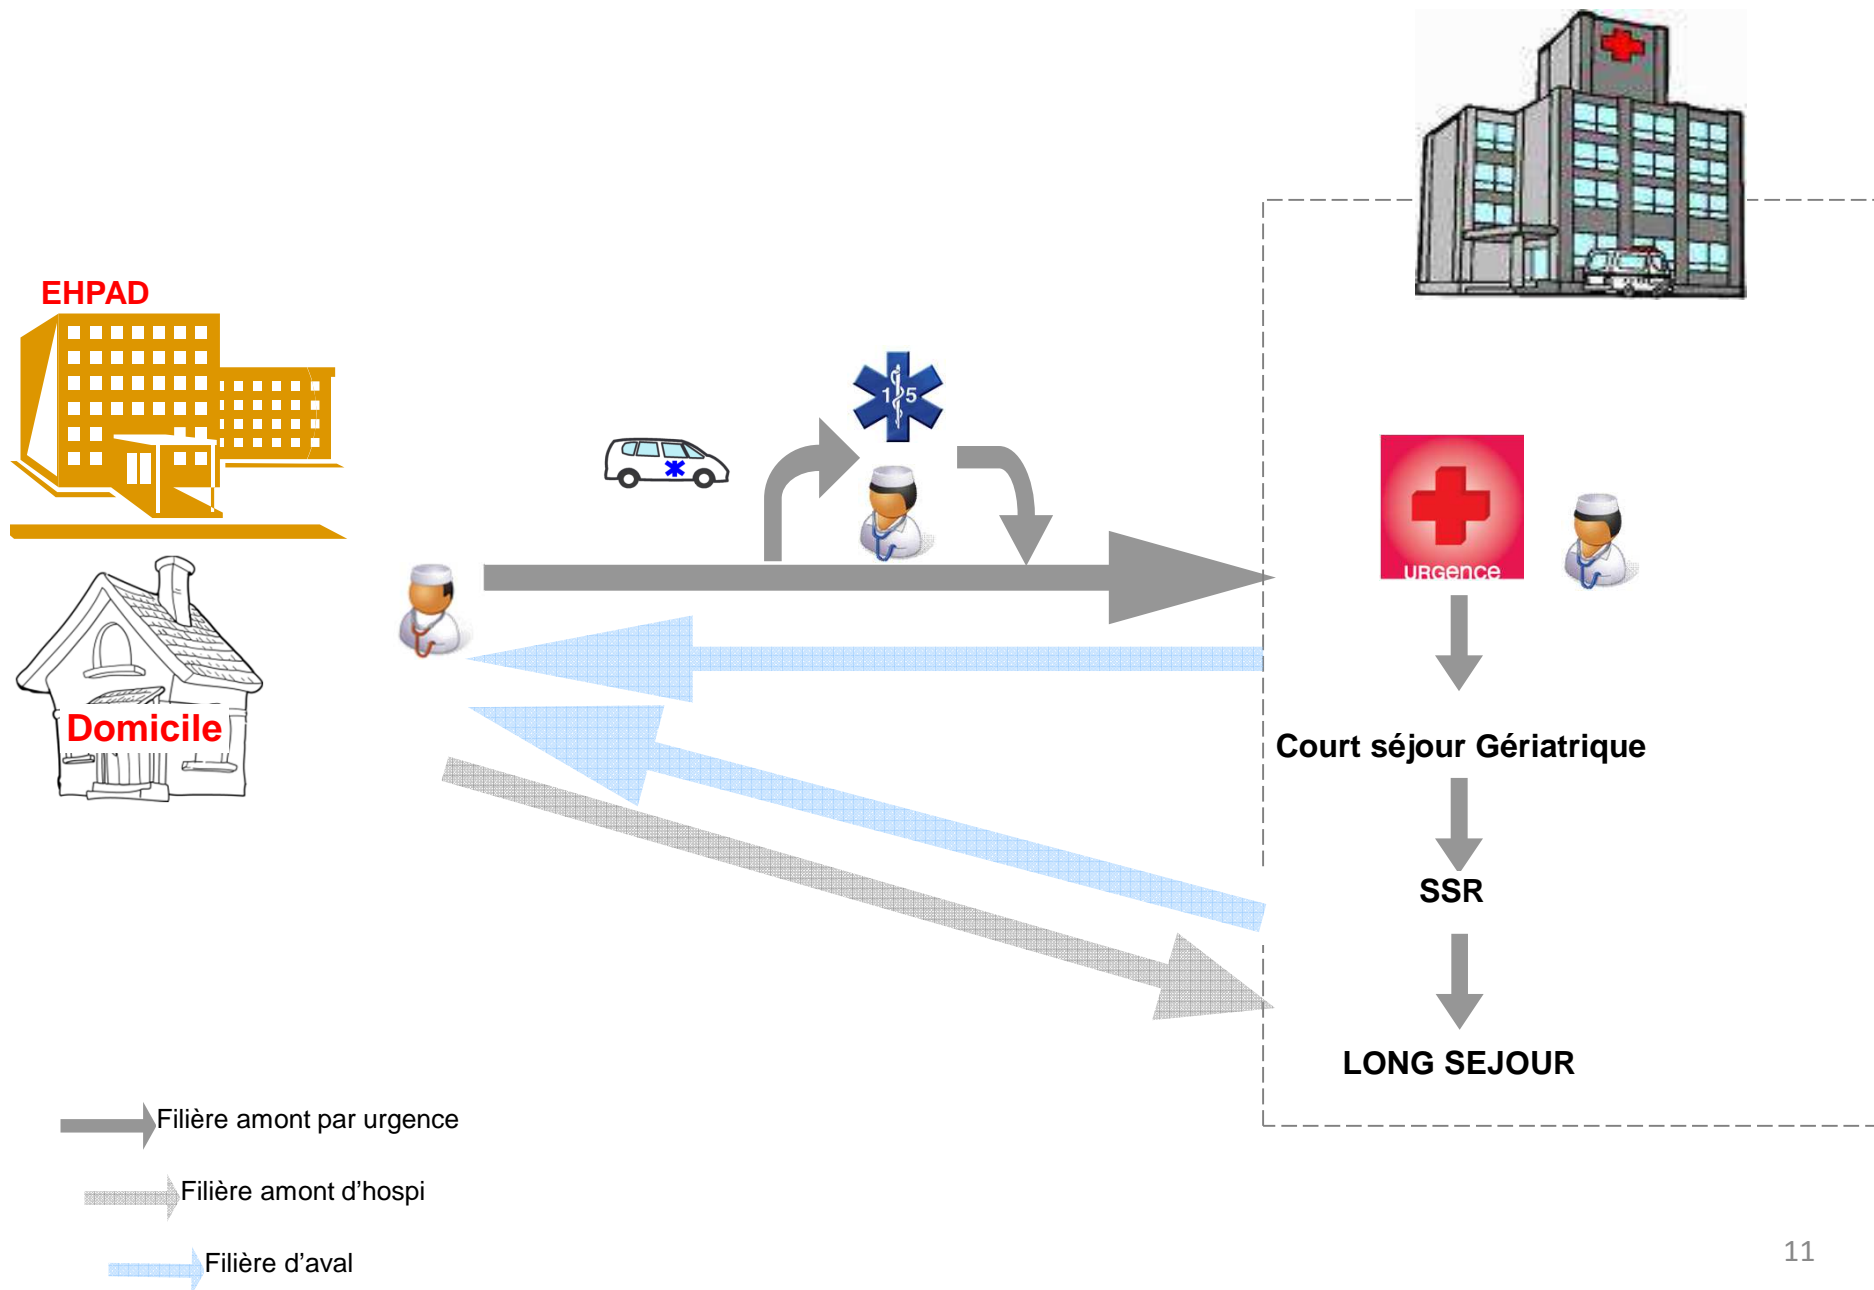 EHPAD
15
URGENCE
Domicile
Court séjour Gériatrique
SSR
LONG SEJOUR
Filière amont par urgence
Filière amont d’hospi
Filière d’aval
11